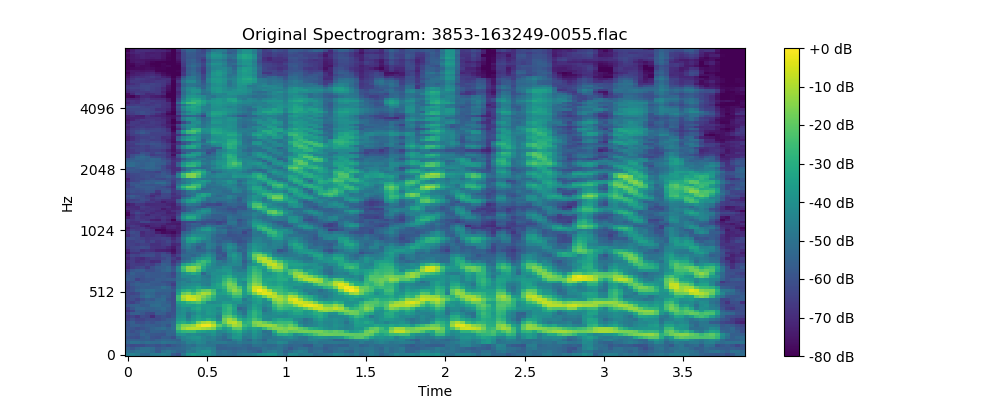 Original Spectrogram: 3853-163249-0055.flac
Hz
4096
2048
1024
512
0
0
0.5
1
1.5
2
2.5
3
3.5
Time
+0 dB
-10 dB
-20 dB
-30 dB
-40 dB
-50 dB
-60 dB
-70 dB
-80 dB